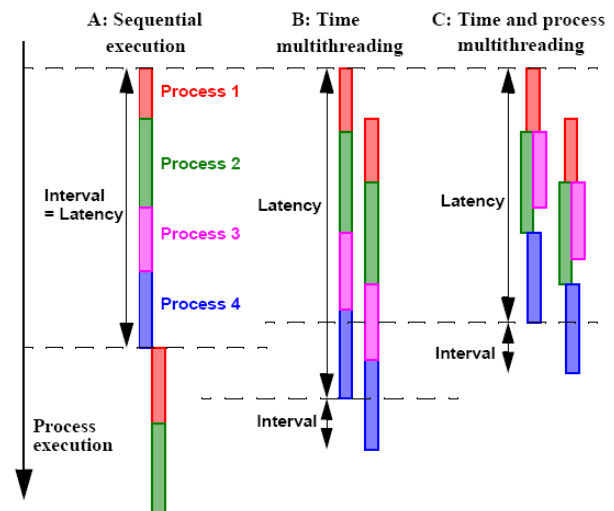 A: Sequential
execution
B: Time
multithreading
C: Time and process
multithreading
Process 1
Process 2
Process 3
Process 4
Interval
= Latency
Latency
Latency
Interval
Interval
Process
execution